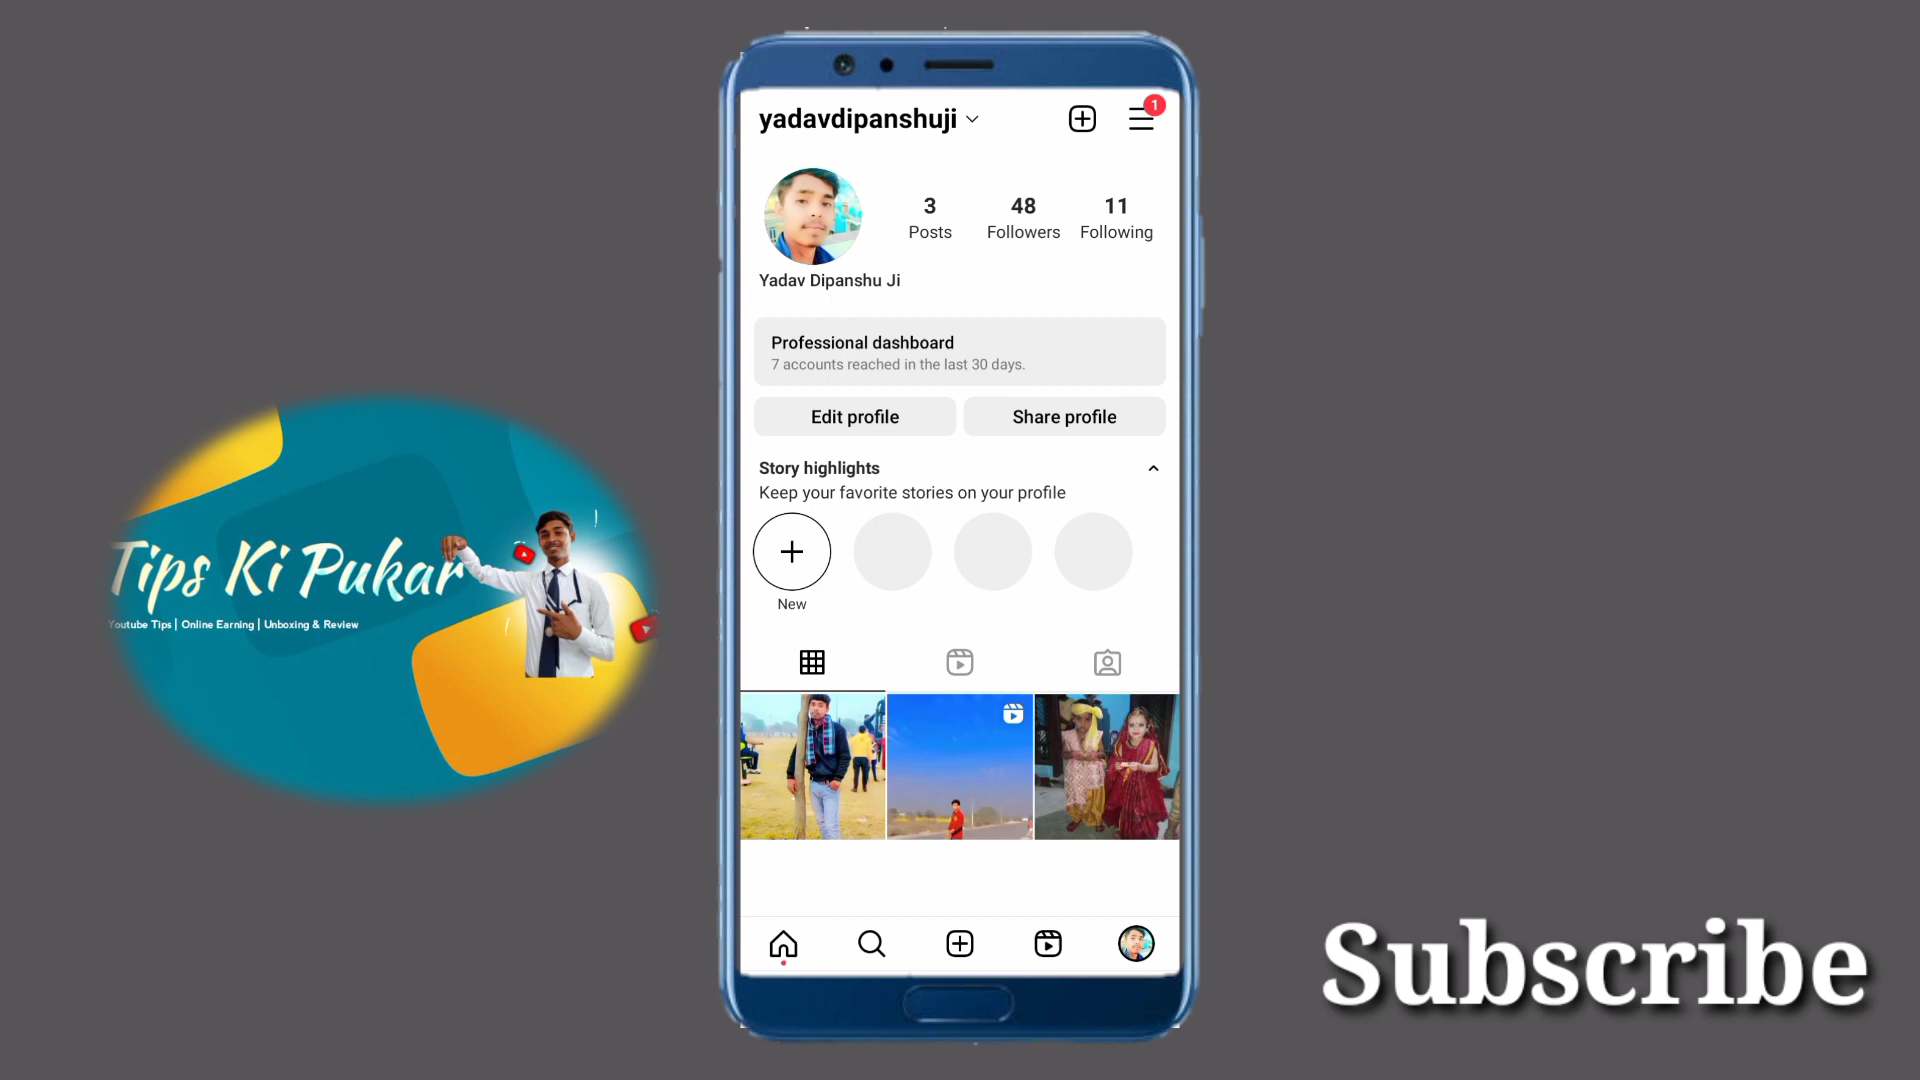 yadavdipanshuji
1
3
48
11
Posts
Followers
Following
Yadav Dipanshu Ji
Professional dashboard
7 accounts reached in the last 30 days.
Edit profile
Share profile
Story highlights
Keep your favorite stories on your profile
New
Tips Ki Pukar
Youtube Tips | Online Earning | Unboxing & Review
Subscribe